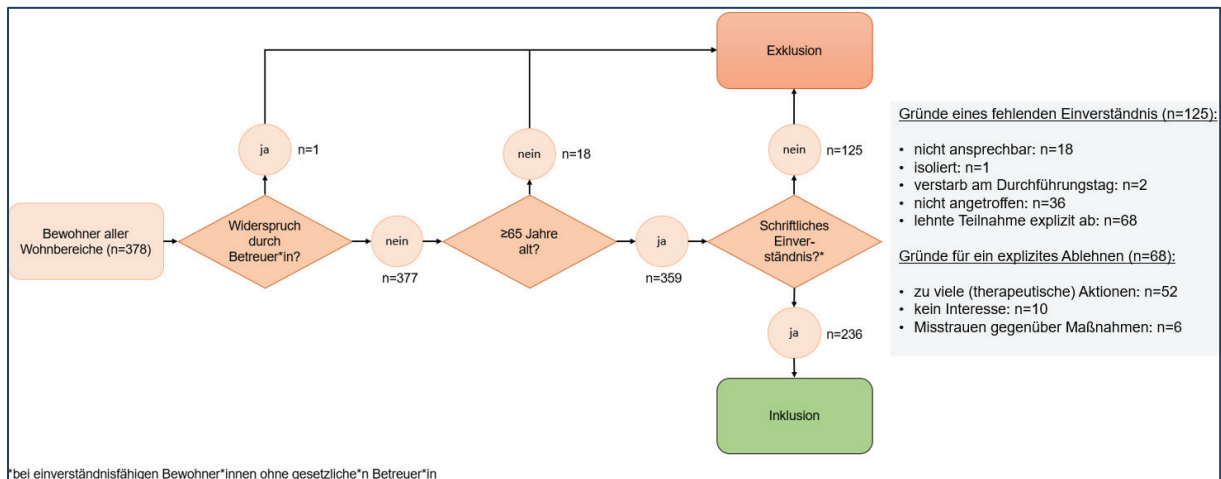 Exklusion
ja
n=1
nein
n=18
nein
n=125
Bewohner aller
Wohnbereiche (n=378)
Widerspruch
durch
Betreuer*in?
nein
n=377
≥65 Jahre
alt?
ja
n=359
Schriftliches
Einver-
ständnis?*
ja
n=236
Inklusion
Gründe eines fehlenden Einverständnis (n=125):
• nicht ansprechbar: n=18
• isoliert: n=1
• verstarb am Durchführungstag: n=2
• nicht angetroffen: n=36
• lehnte Teilnahme explizit ab: n=68
Gründe für ein explizites Ablehnen (n=68):
• zu viele (therapeutische) Aktionen: n=52
• kein Interesse: n=10
• Misstrauen gegenüber Maßnahmen: n=6
*bei einverständnisfähigen Bewohner*innen ohne gesetzliche*n Betreuer*in